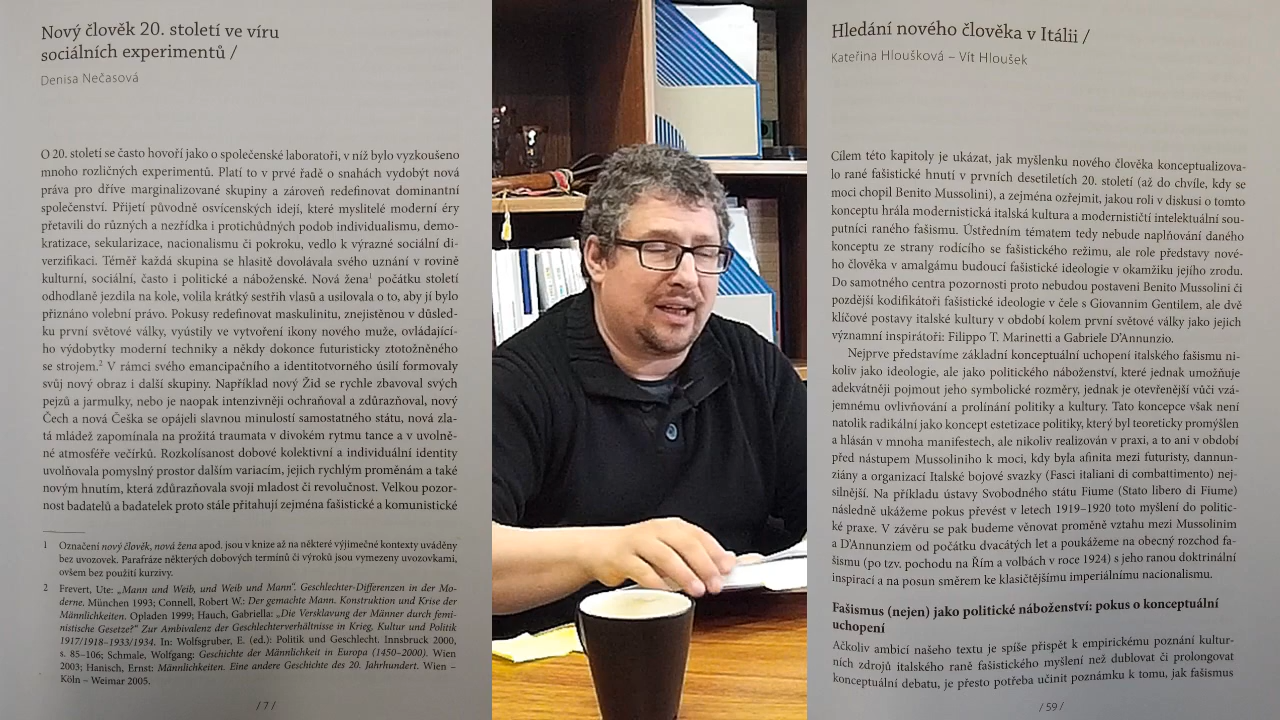 Nový člověk 20. století ve víru
sociálních experimentů /
Denisa Nečasová
O 20. století se často hovoří jako o společenské laboratoři, v níž bylo vyzkoušeno
nejedno množství experimentů. Platí to v prvé řadě o snahách vydobýt nová
práva pro dříve marginalizované skupiny a zároveň redefinovat dominantní
společenství. Přijetí původně osvícenských idejí, které myslitelé moderní éry
přetavili do různých a nezřídka i protichůdných podob individualismu, demo-
kratizace, sekularizace, nacionalismu či pokroku, vedlo k výrazné sociální di-
verzifikaci. Téměř každá skupina se hlasitě dovolávala svého uznání v rovině
kulturní, sociální, často i politické a náboženské. Nová žena¹ počátku století
odhodlaně jezdila na kole, volila krátký sestřih vlasů a usilovala o to, aby jí bylo
přiznáno volební právo. Pokusy redefinovat maskulinitu, znejistěnou v důsled-
ku první světové války, vyústily ve vytvoření ikony nového muže, ovládající-
ho výdobytky moderní techniky a někdy dokonce futuristicky ztotožněného
se strojem.² V rámci svého emancipačního a identitotvorného úsilí formovaly
svůj nový obraz i další skupiny. Například nový Žid se rychle zbavoval svých
pejzů a jarmulky, nebo je naopak intenzivněji ochraňoval a zdůrazňoval, nový
Čech a nová Češka se opájeli slavnou minulostí samostatného státu, nová zla-
tá mládež zapomínala na prožitá traumata v divokém rytmu tance a v uvolně-
né atmosféře večírků. Rozkolísanost dobové kolektivní a individuální identity
uvolňovala pomyslný prostor dalším variacím, jejich rychlým proměnám a také
novým hnutím, která zdůrazňovala svoji mladost či revolučnost. Velkou pozor-
nost badatelů a badatelek proto stále přitahují zejména fašistické a komunistické
1 Označení nový člověk, nová žena apod. jsou v knize až na některé výjimečné kontexty uváděny
bez uvozovek. Parafráze některých dobových termínů či výroků jsou vymezeny uvozovkami,
ovšem bez použití kurzivy.
2 Frevert, Ute: „Mann und Weib, und Weib und Mann“. Geschlechter-Differenzen in der Mo-
derne. München 1993; Connell, Robert W.: Der gemachte Mann. Konstruktion und Krise der
Männlichkeiten. Opladen 1999; Hauch, Gabriella: „Die Versklavung der Männer durch femi-
nistische Gesetze?“ Zur Ambivalenz der Geschlechterverhältnisse in Krieg, Kultur und Politik
1917/1918–1933/1934. In: Wolfsgruber, E. (ed.): Politik und Geschlecht. Innsbruck 2000,
s. 85–106; Schmale, Wolfgang: Geschichte der Männlichkeit in Europa (1450–2000). Wien
2003; Hanisch, Ernst: Männlichkeiten. Eine andere Geschichte des 20. Jahrhundert. Wien –
Köln – Weimar 2005.
/ 7 /
Hledání nového člověka v Itálii /
Kateřina Hloušková – Vít Hloušek
Cílem této kapitoly je ukázat, jak myšlenku nového člověka konceptualizova-
lo rané fašistické hnutí v prvních desetiletích 20. století (až do chvíle, kdy se
moci chopil Benito Mussolini), a zejména ozřejmit, jakou roli v diskusi o tomto
konceptu hrála modernistická italská kultura a modernističtí intelektuální sou-
putníci raného fašismu. Ústředním tématem tedy nebude naplňování daného
konceptu ze strany rodícího se fašistického režimu, ale role představy nové-
ho člověka v amalgámu budoucí fašistické ideologie v okamžiku jejího zrodu.
Do samotného centra pozornosti proto nebudou postaveni Benito Mussolini či
pozdější kodifikátoři fašistické ideologie v čele s Giovannim Gentilem, ale dvě
klíčové postavy italské kultury v období kolem první světové války jako jejich
významní inspirátoři: Filippo T. Marinetti a Gabriele D’Annunzio.
Nejprve představíme základní konceptuální uchopení italského fašismu ni-
koliv jako ideologie, ale jako politického náboženství, které jednak umožňuje
adekvátněji pojmout jeho symbolické rozměry, jednak je otevřenější vůči vzá-
jemnému ovlivňování a prolínání politiky a kultury. Tato koncepce však není
natolik radikální jako koncept estetizace politiky, který byl teoreticky promýšlen
a hlásán v mnoha manifestech, ale nikoliv realizován v praxi, a to ani v období
před nástupem Mussoliniho k moci, kdy byla afinita mezi futuristy, dannun-
ziány a organizací Italské bojové svazky (Fasci italiani di combattimento) nej-
silnější. Na příkladu ústavy Svobodného státu Fiume (Stato libero di Fiume)
následně ukážeme pokus převést v letech 1919–1920 toto myšlení do politic-
ké praxe. V závěru se pak budeme věnovat proměně vztahu mezi Mussolinim
a D’Annunziem od počátku dvacátých let a poukážeme na obecný rozchod fa-
šismu (po tzv. pochodu na Řím a volbách v roce 1924) s jeho ranou modernistickou
inspirací a na posun směrem ke klasičtějšímu imperiálnímu nacionalismu.
Fašismus (nejen) jako politické náboženství: pokus o konceptuální
uchopení
Ačkoliv ambicí našeho textu je spíše přispět k empirickému poznání kultur-
ních zdrojů italského raně fašistického myšlení než dublovat či prolongovat
konceptuální debatu, je přesto potřeba učinit poznámku k tomu, jak fašismus
/ 59 /